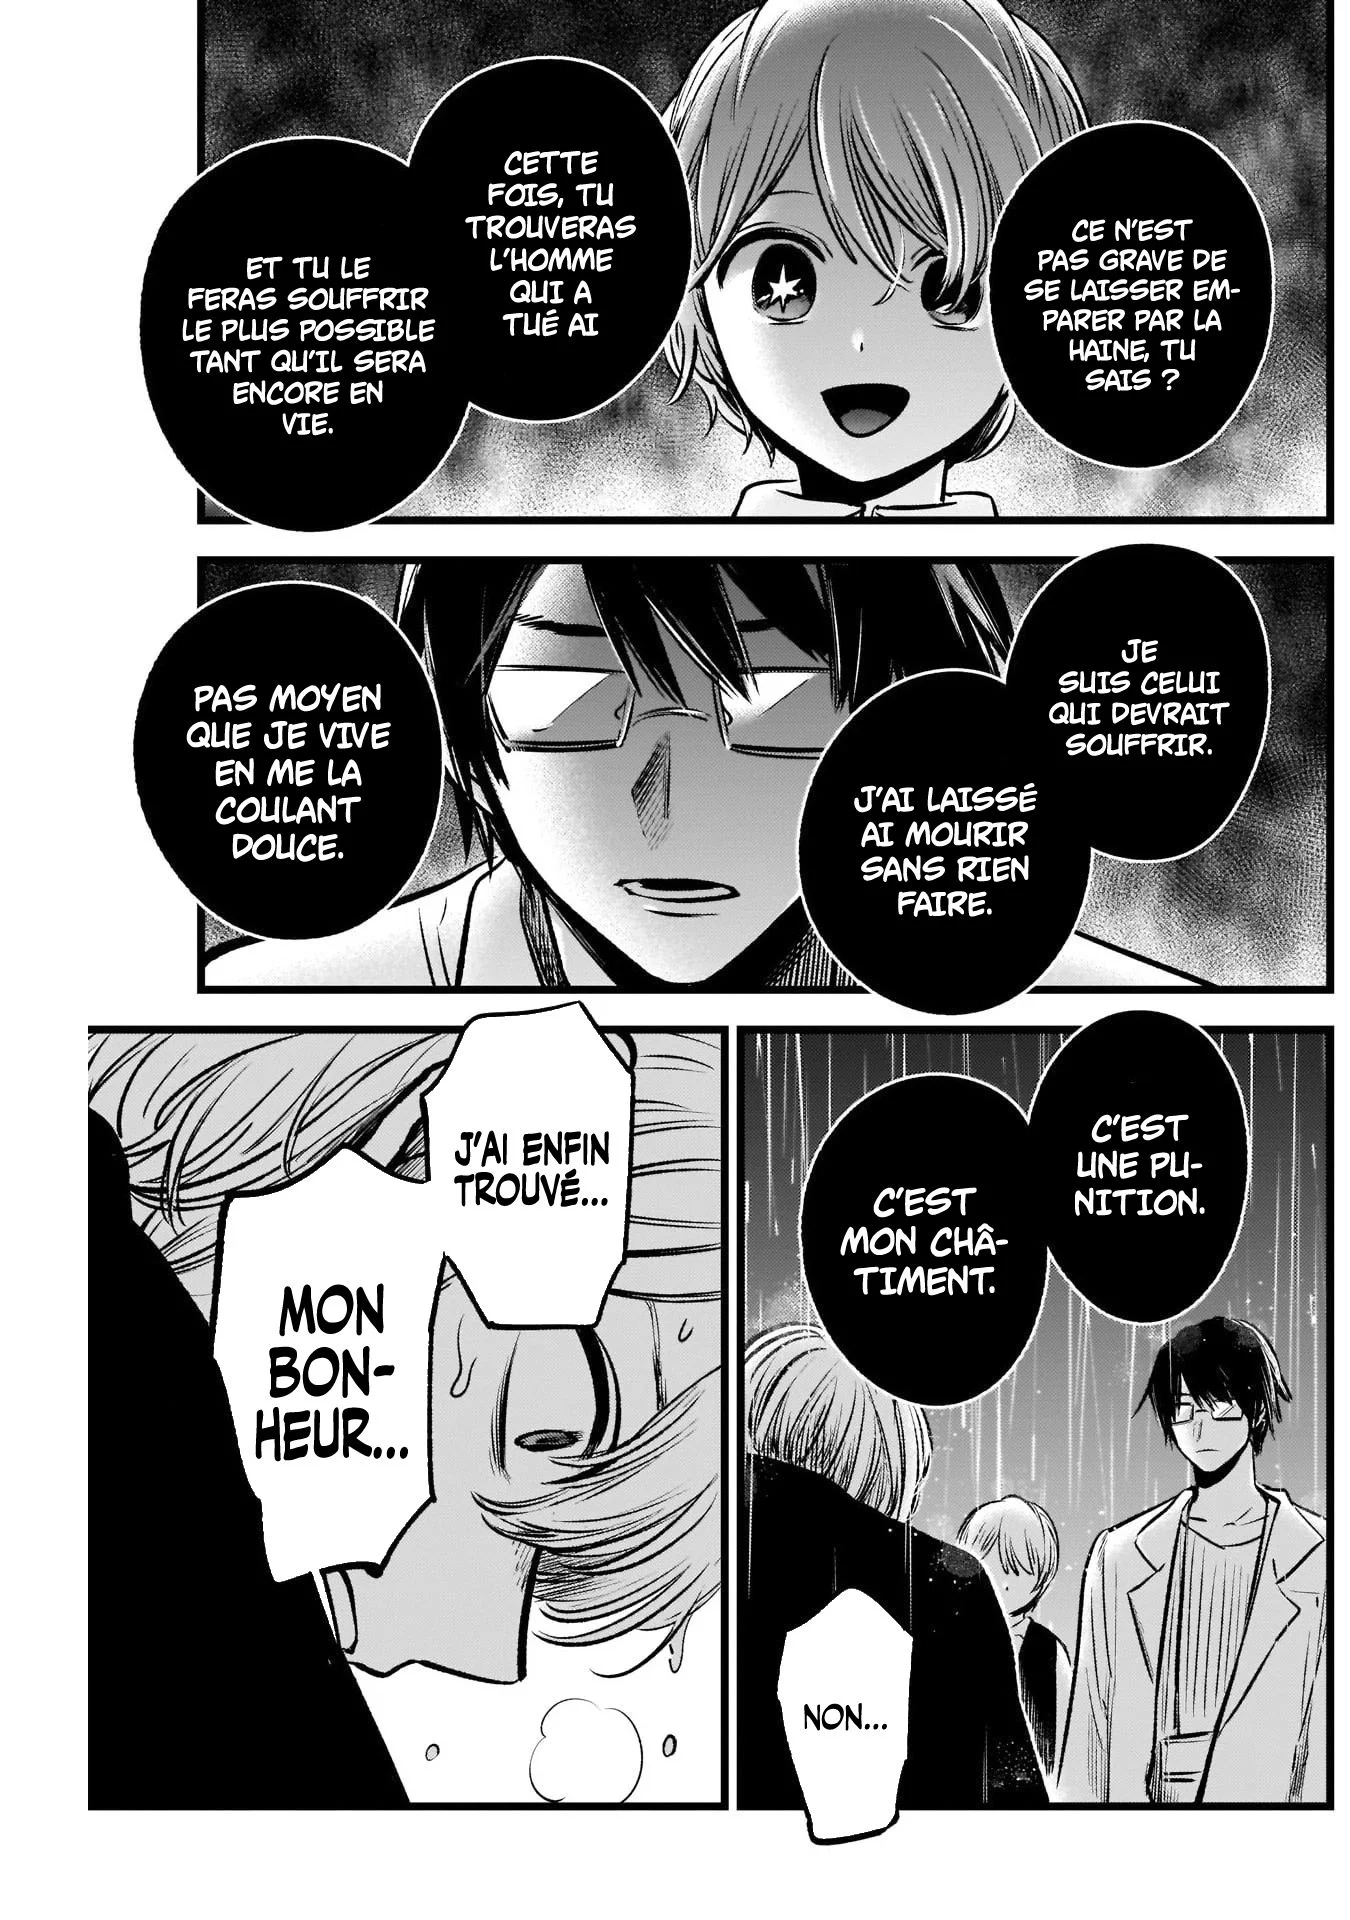 CE N'EST
PAS GRAVE DE
SE LAISSER EM-
PARER PAR LA
HAINE, TU
SAIS ?
CETTE
FOIS, TU
TROUVERAS
L'HOMME
QUI A
TUÉ AI
ET TU LE
FERAS SOUFFRIR
LE PLUS POSSIBLE
TANT QU'IL SERA
ENCORE EN
VIE.
JE
SUIS CELUI
QUI DEVRAIT
SOUFFRIR.
J'AI LAISSÉ
AI MOURIR
SANS RIEN
FAIRE.
PAS MOYEN
QUE JE VIVE
EN ME LA
COULANT
DOUCE.
C'EST
UNE PU-
NITION.
C'EST
MON CHÂ-
TIMENT.
NON...
J'AI ENFIN
TROUVÉ...
MON
BON-
HEUR...